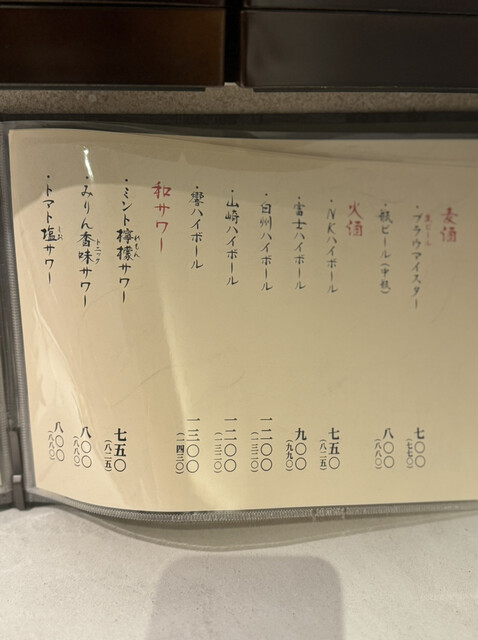 麦酒
・ブラウマイスター 七〇〇 (七七〇)
生ビール
・瓶ビール(中瓶) 八〇〇 (八八〇)
火酒
・NKハイボール 七五〇 (八二五)
・富士ハイボール 九〇〇 (九九〇)
・白州ハイボール 一二〇〇 (一三二〇)
・山崎ハイボール 一二〇〇 (一三二〇)
・響ハイボール 一三〇〇 (一四三〇)
和サワー
・ミント檸檬サワー 七五〇 (八二五)
れもん
・みりん香味サワー 八〇〇 (八八〇)
トニック
・トマト塩サワー 八〇〇 (八八〇)
しお